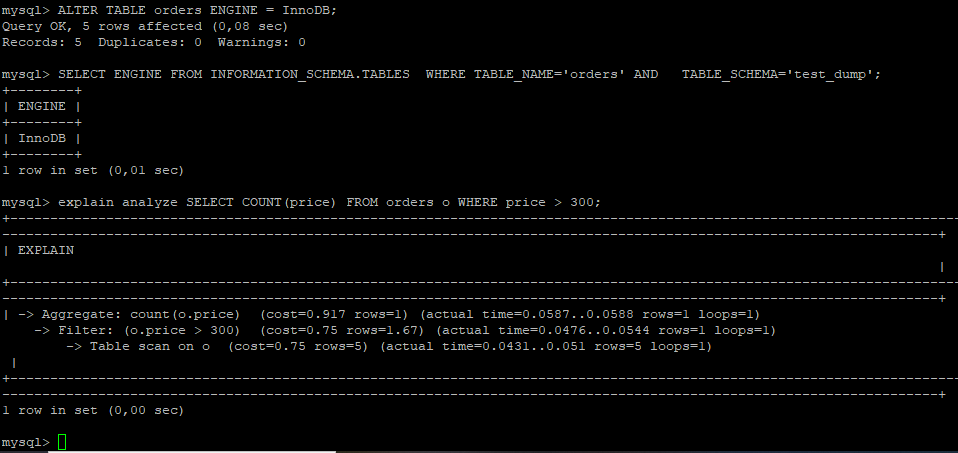 mysql> ALTER TABLE orders ENGINE = InnoDB;
Query OK, 5 rows affected (0,08 sec)
Records: 5  Duplicates: 0  Warnings: 0
mysql> SELECT ENGINE FROM INFORMATION_SCHEMA.TABLES  WHERE TABLE_NAME='orders' AND   TABLE_SCHEMA='test_dump';
+--------+
| ENGINE |
+--------+
| InnoDB |
+--------+
1 row in set (0,01 sec)
mysql> explain analyze SELECT COUNT(price) FROM orders o WHERE price > 300;
| EXPLAIN
|
| -> Aggregate: count(o.price)  (cost=0.917 rows=1) (actual time=0.0587..0.0588 rows=1 loops=1)
    -> Filter: (o.price > 300)  (cost=0.75 rows=1.67) (actual time=0.0476..0.0544 rows=1 loops=1)
        -> Table scan on o  (cost=0.75 rows=5) (actual time=0.0431..0.051 rows=5 loops=1)
|
1 row in set (0,00 sec)
mysql>